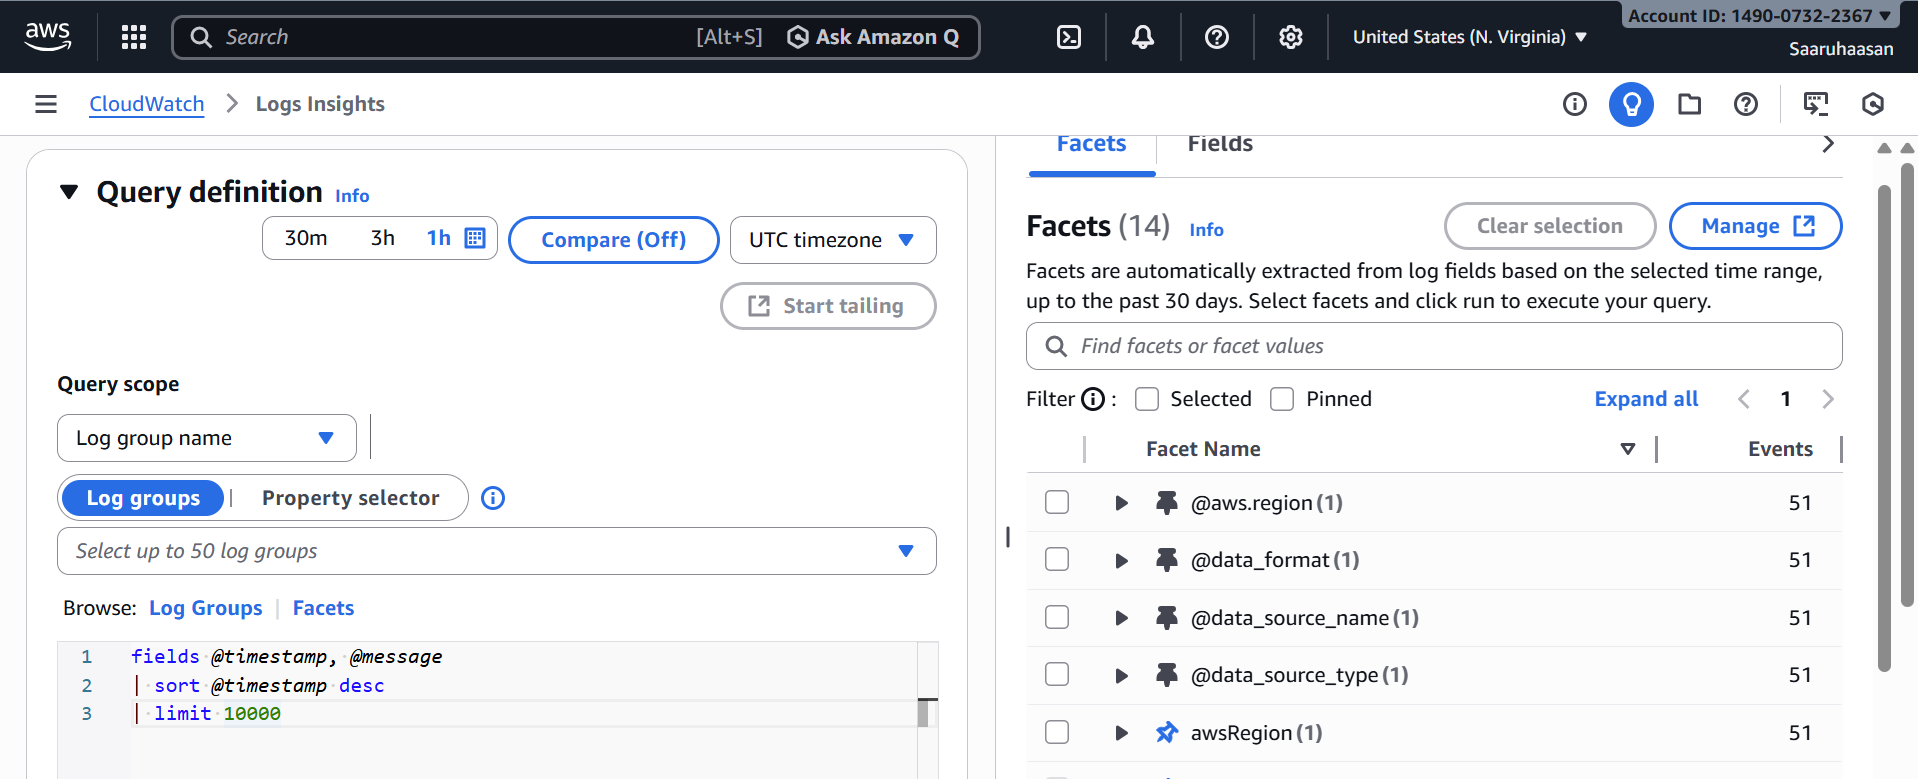 aws
Search [Alt+S] Ask Amazon Q
United States (N. Virginia)
Account ID: 1490-0732-2367
Saaruhaasan
CloudWatch Logs Insights
Query definition Info
30m 3h 1h Compare (Off) UTC timezone
Start tailing
Query scope
Log group name
Log groups Property selector
Select up to 50 log groups
Browse: Log Groups Facets
1 fields @timestamp, @message
2 | sort @timestamp desc
3 | limit 10000
Facets Fields
Facets (14) Info Clear selection Manage
Facets are automatically extracted from log fields based on the selected time range,
up to the past 30 days. Select facets and click run to execute your query.
Find facets or facet values
Filter : Selected Pinned Expand all 1
Facet Name Events
@aws.region (1) 51
@data_format (1) 51
@data_source_name (1) 51
@data_source_type (1) 51
awsRegion (1) 51